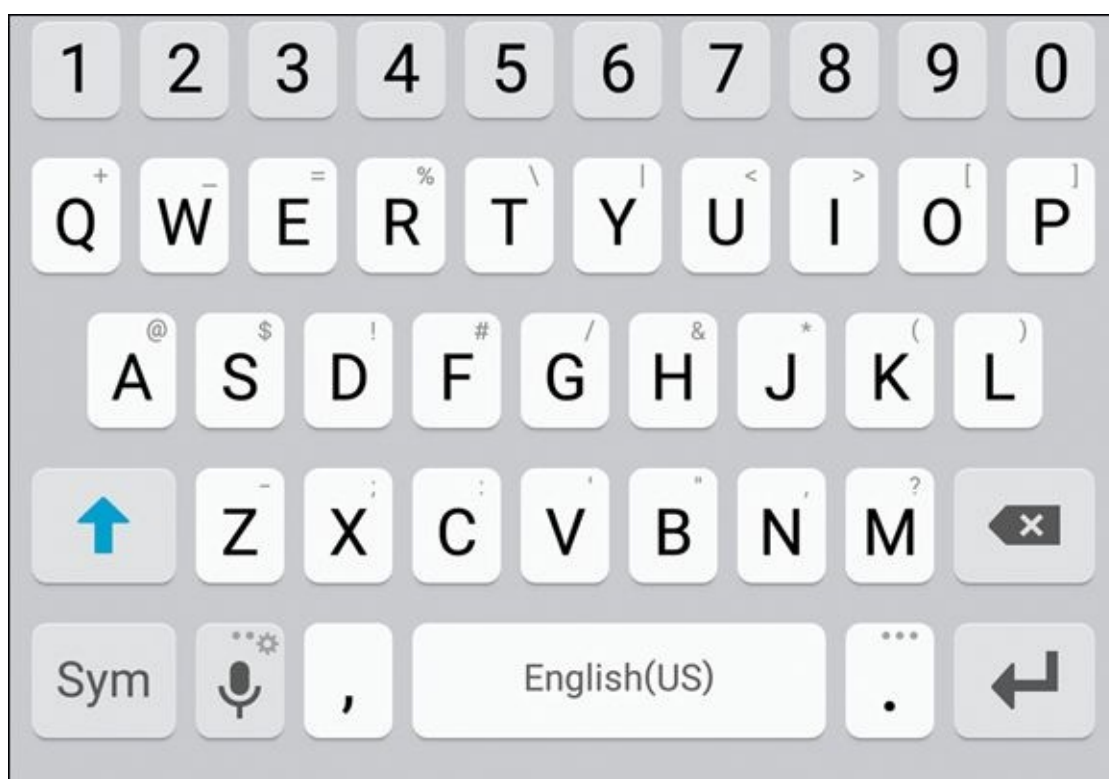 1 2 3 4 5 6 7 8 9 0
+ _ = % \ | < > [ ]
Q W E R T Y U I O P
@ $ ! # / & * ( )
A S D F G H J K L
- ; : ' " , ?
Z X C V B N M
Sym , English(US) .